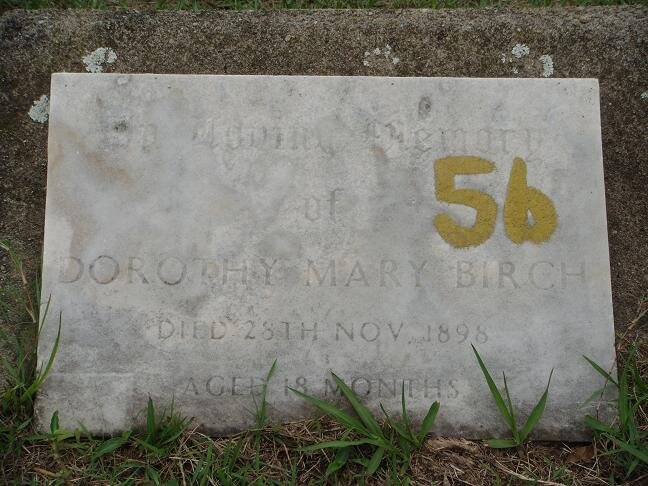 In Loving Memory
of
56
DOROTHY MARY BIRCH
DIED 28TH NOV. 1898
AGED 18 MONTHS